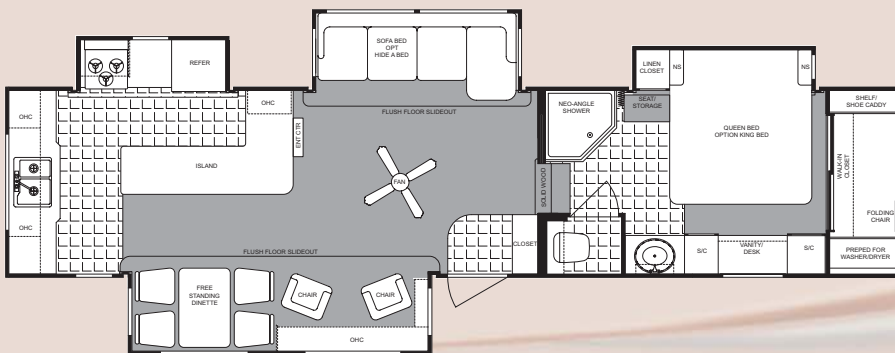 REFER
OHC
OHC
OHC
ISLAND
ENT CTR
SOFA BED
OPT
HIDE A BED
FLUSH FLOOR SLIDEOUT
FAN
FLUSH FLOOR SLIDEOUT
FREE
STANDING
DINETTE
CHAIR
CHAIR
OHC
CLOSET
SOLID WOOD
NEO-ANGLE
SHOWER
LINEN
CLOSET
NS
NS
SEAT/
STORAGE
QUEEN BED
OPTION KING BED
S/C
VANITY/
DESK
S/C
SHELF/
SHOE CADDY
WALK-IN
CLOSET
FOLDING
CHAIR
PREPED FOR
WASHER/DRYER